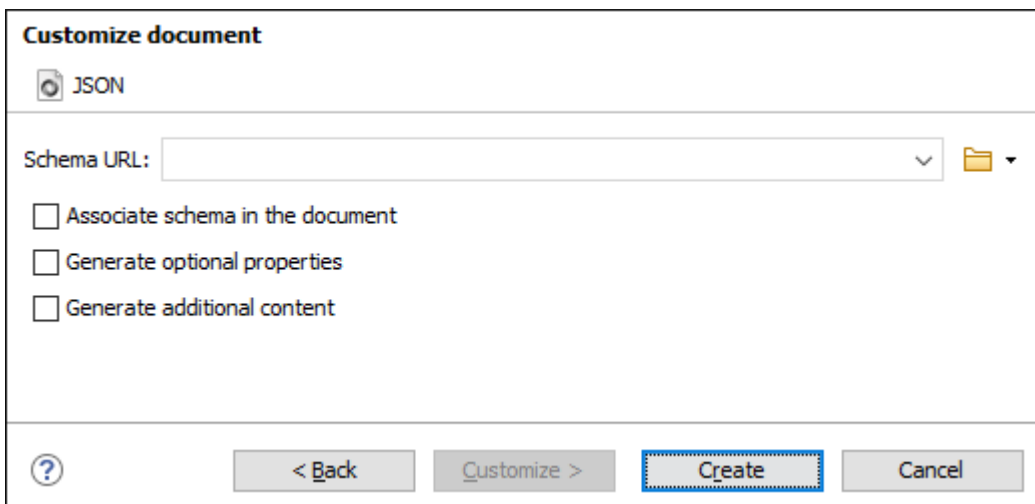 Customize document
JSON
Schema URL:
Associate schema in the document
Generate optional properties
Generate additional content
? < Back Customize > Create Cancel